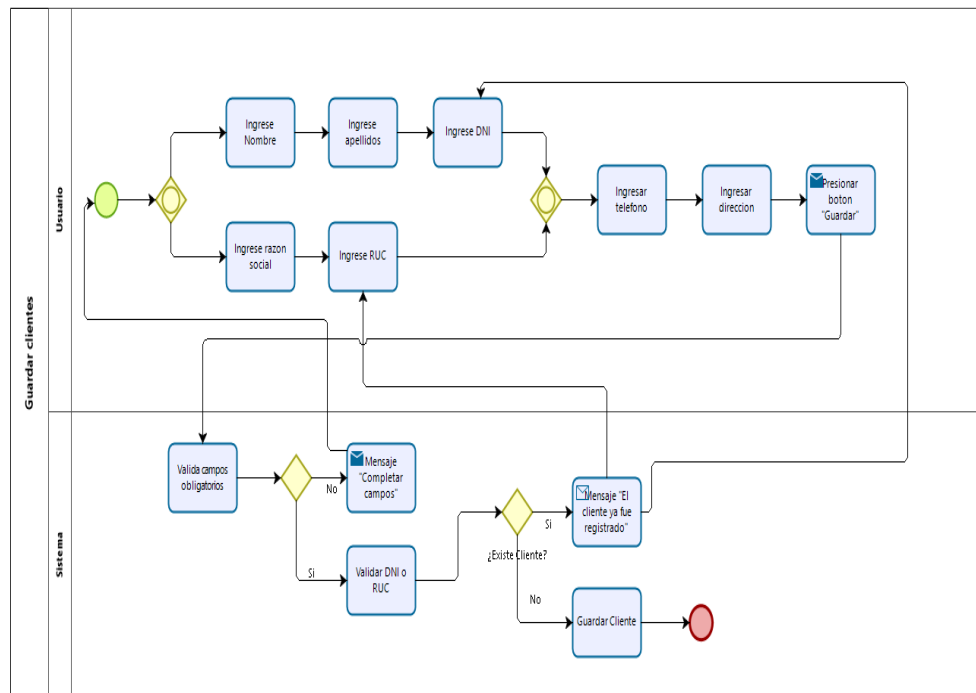 Guardar clientes
Usuario
Ingrese
Nombre
Ingrese
apellidos
Ingrese DNI
Ingrese razon
social
Ingrese RUC
Ingresar
telefono
Ingresar
direccion
Presionar
boton
"Guardar"
Sistema
Valida campos
obligatorios
No
Mensaje
"Completar
campos"
Si
Validar DNI o
RUC
¿Existe Cliente?
Si
Mensaje "El
cliente ya fue
registrado"
No
Guardar Cliente